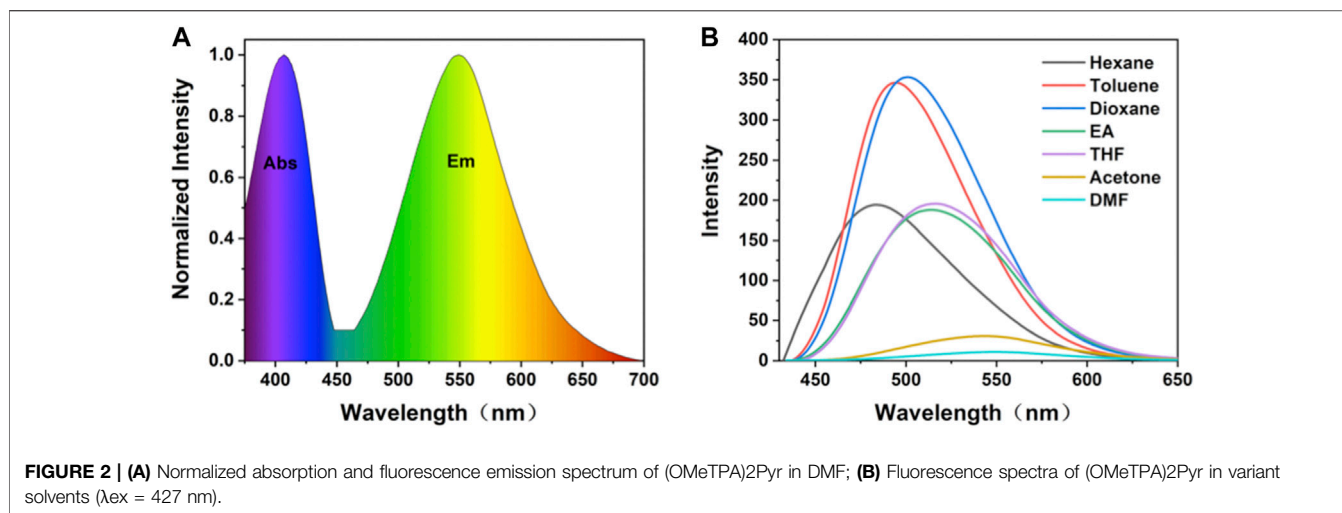 A
Normalized Intensity
1.0
0.8
0.6
0.4
0.2
0.0
Abs
Em
400 450 500 550 600 650 700
Wavelength（nm）
B
Intensity
400
350
300
250
200
150
100
50
0
Hexane
Toluene
Dioxane
EA
THF
Acetone
DMF
450 500 550 600 650
Wavelength（nm）
FIGURE 2 | (A) Normalized absorption and fluorescence emission spectrum of (OMeTPA)2Pyr in DMF; (B) Fluorescence spectra of (OMeTPA)2Pyr in variant
solvents (λex = 427 nm).